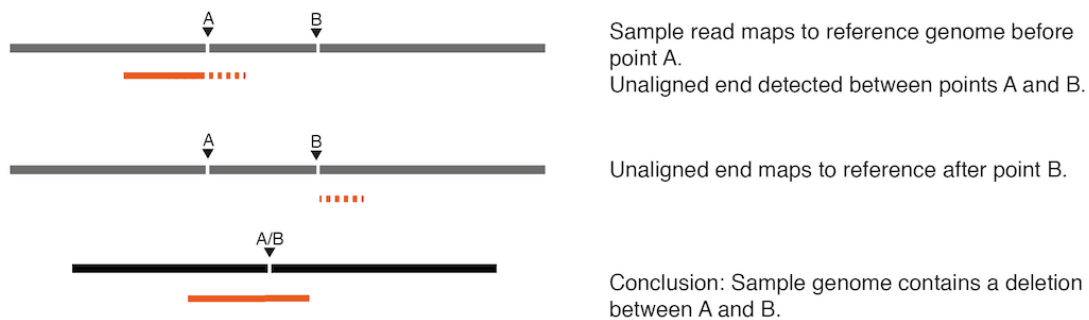 A B
Sample read maps to reference genome before
point A.
Unaligned end detected between points A and B.
A B
Unaligned end maps to reference after point B.
A/B
Conclusion: Sample genome contains a deletion
between A and B.